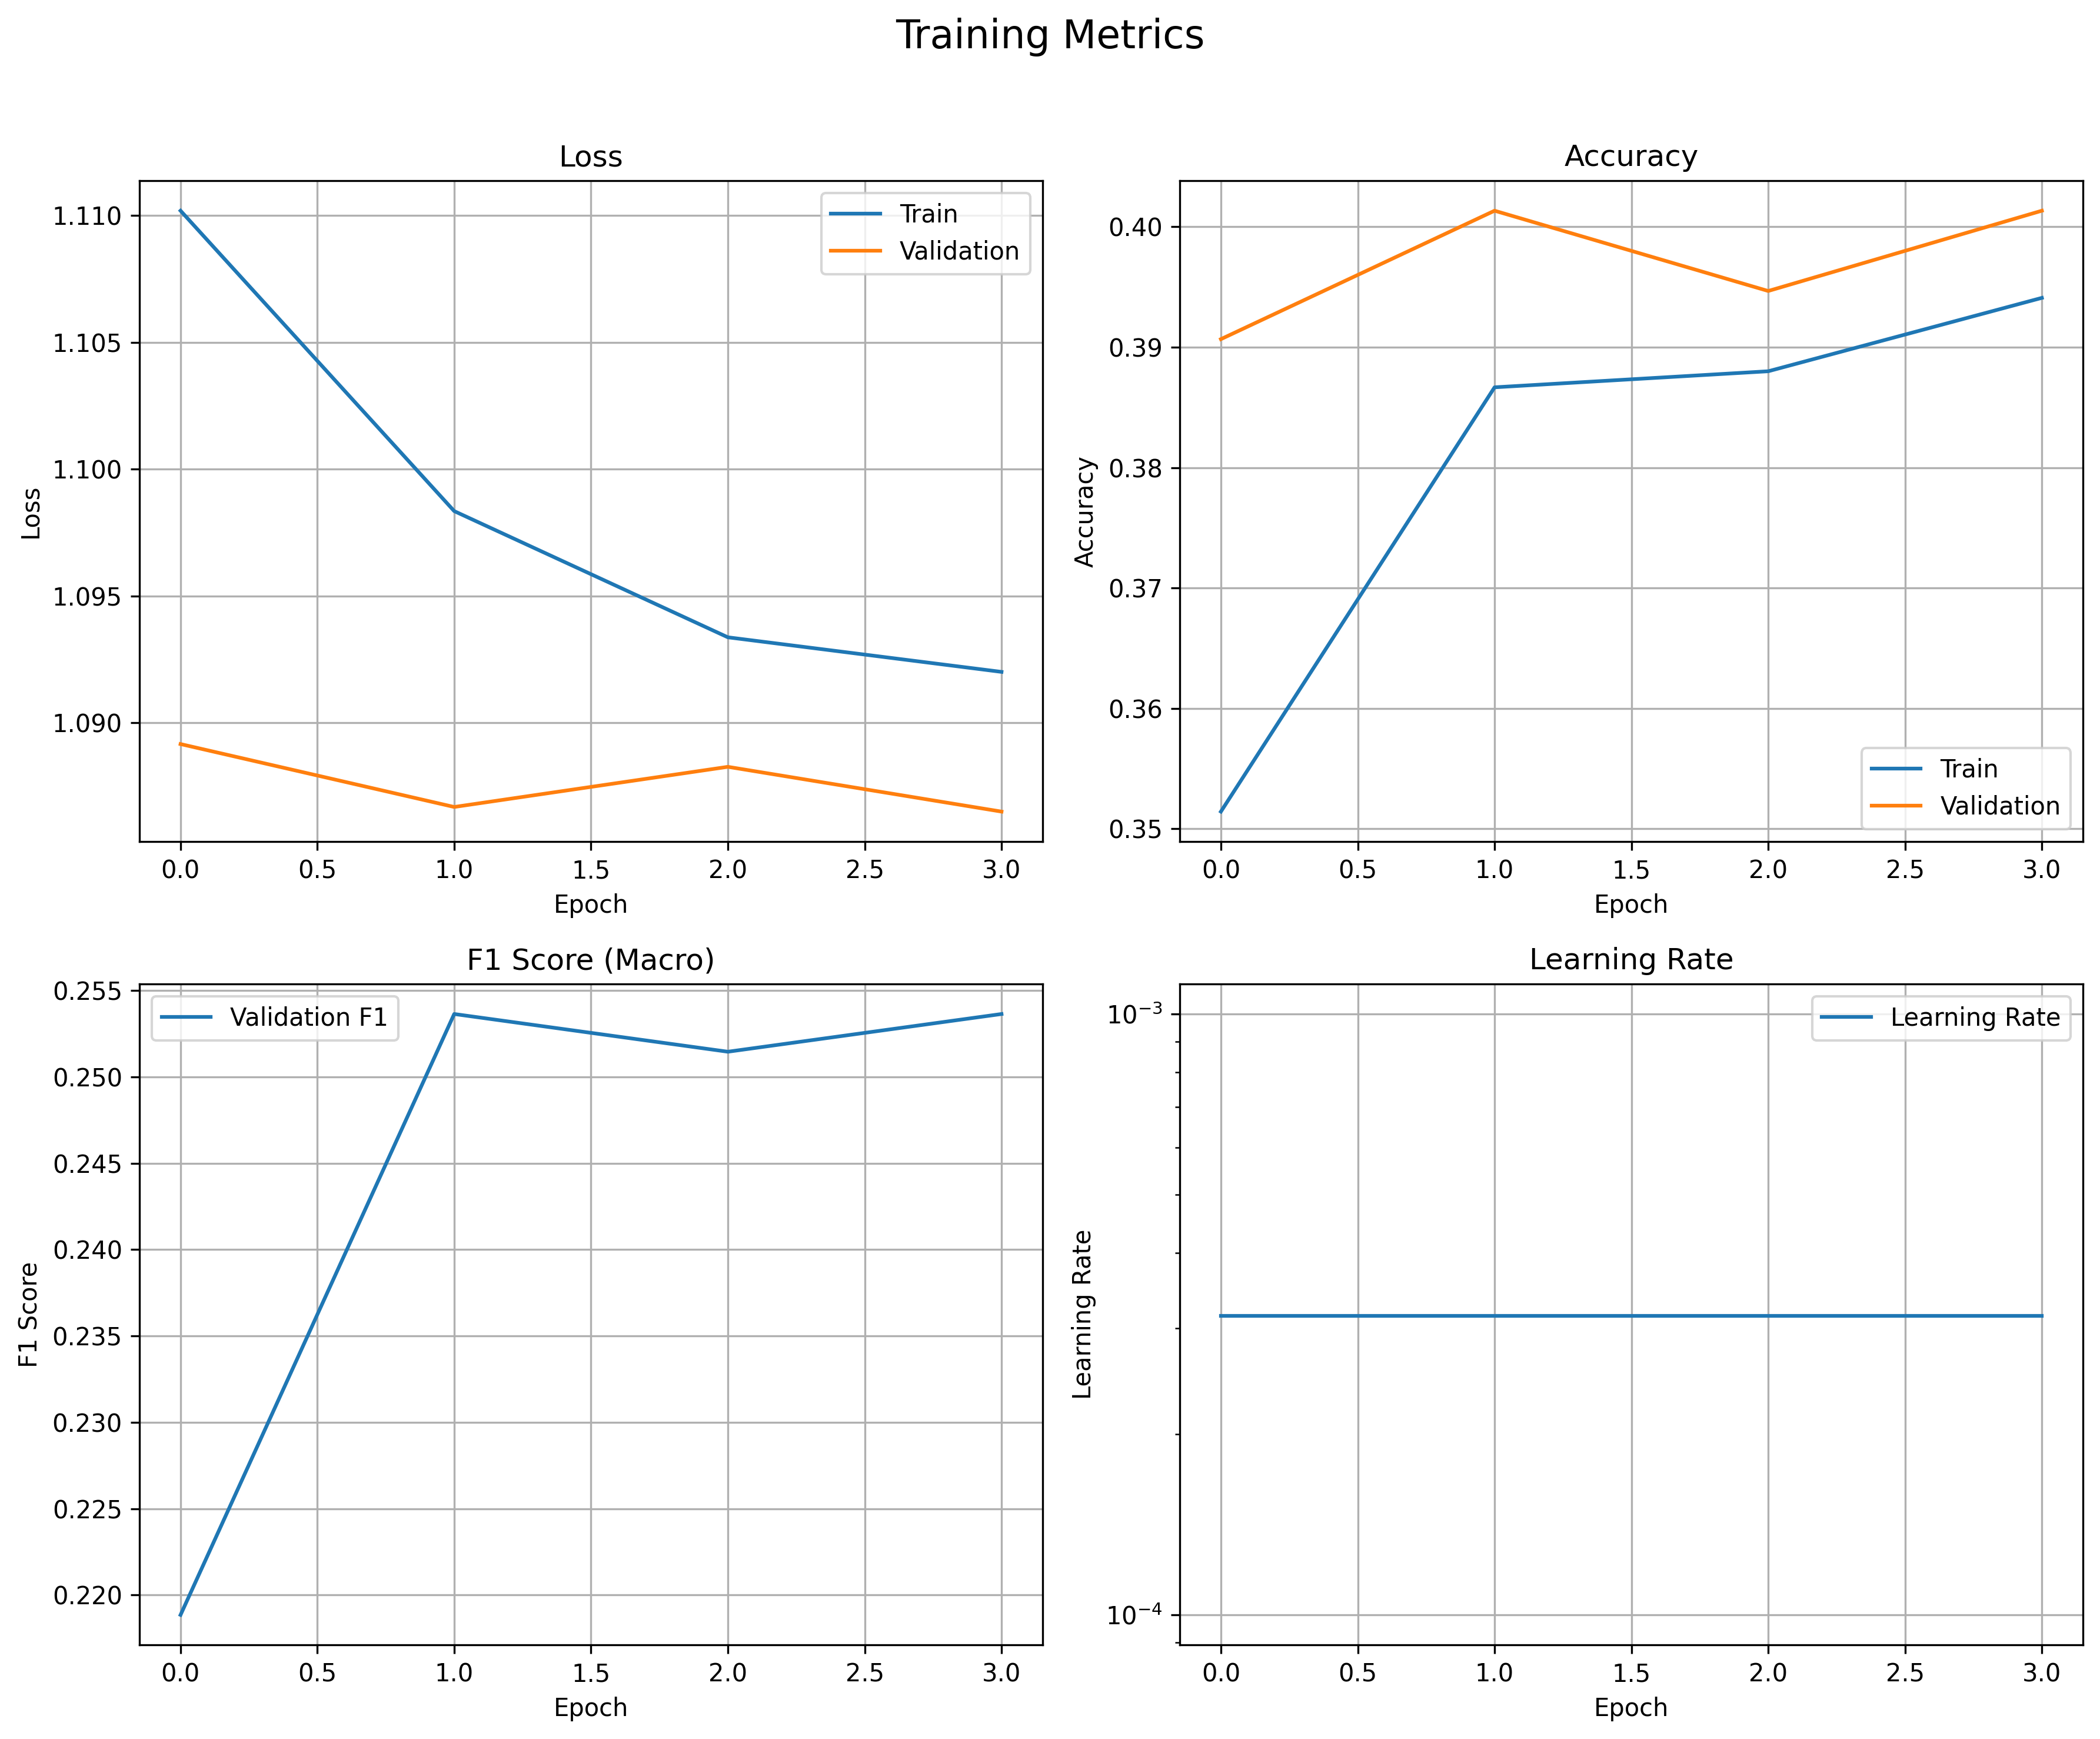 Training Metrics
Loss
1.110
1.105
1.100
1.095
1.090
Loss
Train
Validation
0.0 0.5 1.0 1.5 2.0 2.5 3.0
Epoch
Accuracy
0.40
0.39
0.38
0.37
0.36
0.35
Accuracy
Train
Validation
0.0 0.5 1.0 1.5 2.0 2.5 3.0
Epoch
F1 Score (Macro)
0.255
0.250
0.245
0.240
0.235
0.230
0.225
0.220
F1 Score
Validation F1
0.0 0.5 1.0 1.5 2.0 2.5 3.0
Epoch
Learning Rate
10⁻³
10⁻⁴
Learning Rate
Learning Rate
0.0 0.5 1.0 1.5 2.0 2.5 3.0
Epoch